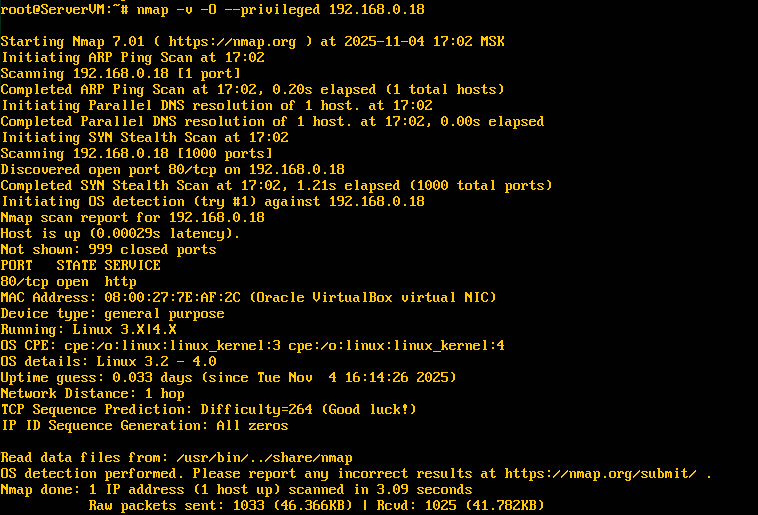 root@ServerVM:~# nmap -v -O --privileged 192.168.0.18

Starting Nmap 7.01 ( https://nmap.org ) at 2025-11-04 17:02 MSK
Initiating ARP Ping Scan at 17:02
Scanning 192.168.0.18 [1 port]
Completed ARP Ping Scan at 17:02, 0.20s elapsed (1 total hosts)
Initiating Parallel DNS resolution of 1 host. at 17:02
Completed Parallel DNS resolution of 1 host. at 17:02, 0.00s elapsed
Initiating SYN Stealth Scan at 17:02
Scanning 192.168.0.18 [1000 ports]
Discovered open port 80/tcp on 192.168.0.18
Completed SYN Stealth Scan at 17:02, 1.21s elapsed (1000 total ports)
Initiating OS detection (try #1) against 192.168.0.18
Nmap scan report for 192.168.0.18
Host is up (0.00029s latency).
Not shown: 999 closed ports
PORT   STATE SERVICE
80/tcp open  http
MAC Address: 08:00:27:7E:AF:2C (Oracle VirtualBox virtual NIC)
Device type: general purpose
Running: Linux 3.X|4.X
OS CPE: cpe:/o:linux:linux_kernel:3 cpe:/o:linux:linux_kernel:4
OS details: Linux 3.2 - 4.0
Uptime guess: 0.033 days (since Tue Nov  4 16:14:26 2025)
Network Distance: 1 hop
TCP Sequence Prediction: Difficulty=264 (Good luck!)
IP ID Sequence Generation: All zeros

Read data files from: /usr/bin/../share/nmap
OS detection performed. Please report any incorrect results at https://nmap.org/submit/ .
Nmap done: 1 IP address (1 host up) scanned in 3.09 seconds
           Raw packets sent: 1033 (46.366KB) | Rcvd: 1025 (41.782KB)